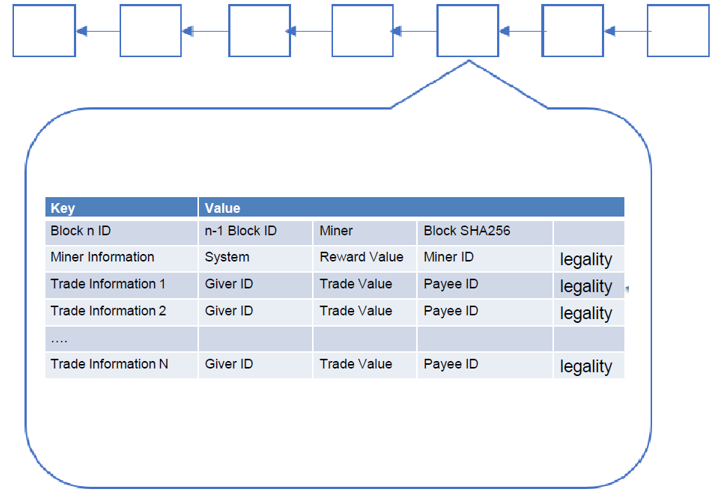 Key Value
Block n ID n-1 Block ID Miner Block SHA256
Miner Information System Reward Value Miner ID legality
Trade Information 1 Giver ID Trade Value Payee ID legality
Trade Information 2 Giver ID Trade Value Payee ID legality
....
Trade Information N Giver ID Trade Value Payee ID legality